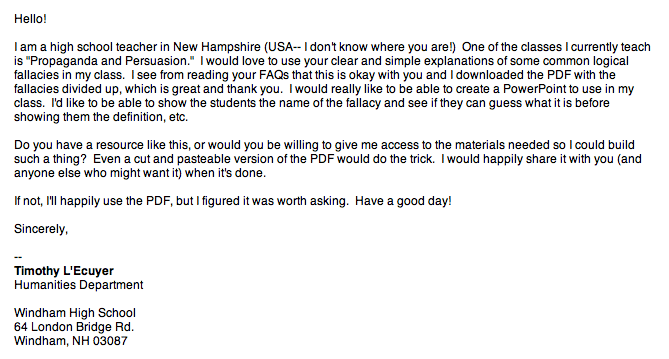 Hello!
I am a high school teacher in New Hampshire (USA-- I don't know where you are!)  One of the classes I currently teach
is "Propaganda and Persuasion."  I would love to use your clear and simple explanations of some common logical
fallacies in my class.  I see from reading your FAQs that this is okay with you and I downloaded the PDF with the
fallacies divided up, which is great and thank you.  I would really like to be able to create a PowerPoint to use in my
class.  I'd like to be able to show the students the name of the fallacy and see if they can guess what it is before
showing them the definition, etc.
Do you have a resource like this, or would you be willing to give me access to the materials needed so I could build
such a thing?  Even a cut and pasteable version of the PDF would do the trick.  I would happily share it with you (and
anyone else who might want it) when it's done.
If not, I'll happily use the PDF, but I figured it was worth asking.  Have a good day!
Sincerely,
--
Timothy L'Ecuyer
Humanities Department
Windham High School
64 London Bridge Rd.
Windham, NH 03087